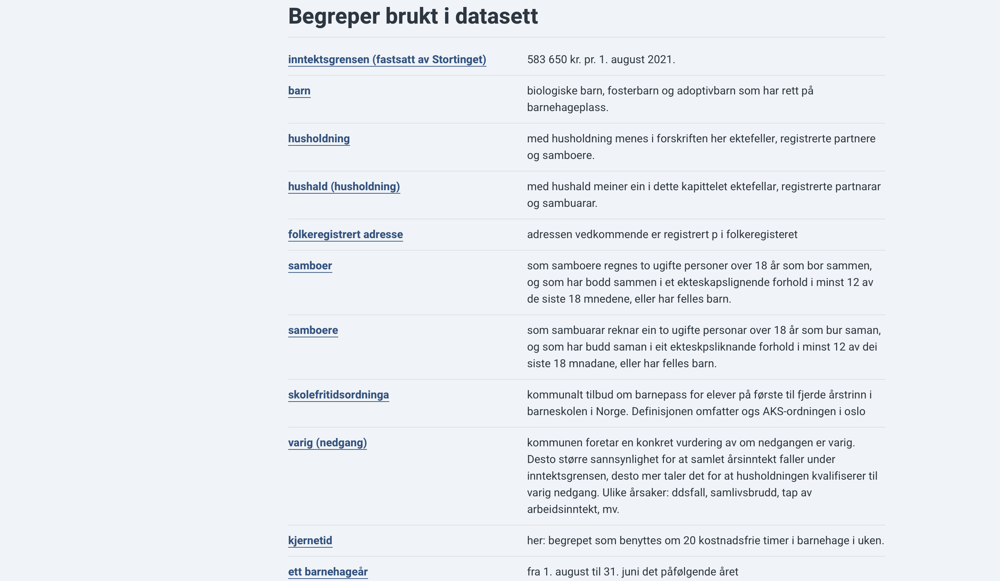 Begreper brukt i datasett
inntektsgrensen (fastsatt av Stortinget)
583 650 kr. pr. 1. august 2021.
barn
biologiske barn, fosterbarn og adoptivbarn som har rett på
barnehageplass.
husholdning
med husholdning menes i forskriften her ektefeller, registrerte partnere
og samboere.
hushald (husholdning)
med hushald meiner ein i dette kapittelet ektefellar, registrerte partnarar
og sambuarar.
folkeregistrert adresse
adressen vedkommende er registrert p i folkeregisteret
samboer
som samboere regnes to ugifte personer over 18 år som bor sammen,
og som har bodd sammen i et ekteskapslignende forhold i minst 12 av
de siste 18 mnedene, eller har felles barn.
samboere
som sambuarar reknar ein to ugifte personar over 18 år som bur saman,
og som har budd saman i eit ekteskpsliknande forhold i minst 12 av dei
siste 18 mnadane, eller har felles barn.
skolefritidsordninga
kommunalt tilbud om barnepass for elever på første til fjerde årstrinn i
barneskolen i Norge. Definisjonen omfatter ogs AKS-ordningen i oslo
varig (nedgang)
kommunen foretar en konkret vurdering av om nedgangen er varig.
Desto større sannsynlighet for at samlet årsinntekt faller under
inntektsgrensen, desto mer taler det for at husholdningen kvalifiserer til
varig nedgang. Ulike årsaker: ddsfall, samlivsbrudd, tap av
arbeidsinntekt, mv.
kjernetid
her: begrepet som benyttes om 20 kostnadsfrie timer i barnehage i uken.
ett barnehageår
fra 1. august til 31. juni det påfølgende året